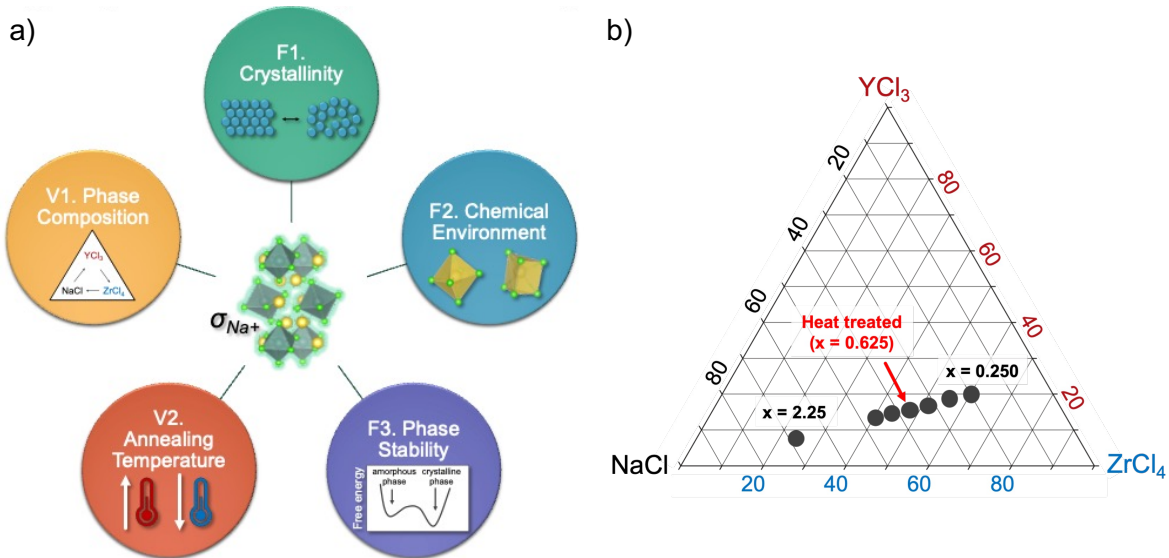 a)
F1.
Crystallinity
V1. Phase
Composition
YCl3
NaCl
ZrCl4
F2. Chemical
Environment
σNa+
V2.
Annealing
Temperature
F3. Phase
Stability
Free energy
amorphous
phase
crystalline
phase
b)
YCl3
20
80
40
60
Heat treated
(x = 0.625)
60
40
x = 0.250
80
x = 2.25
20
NaCl
ZrCl4
20
40
60
80